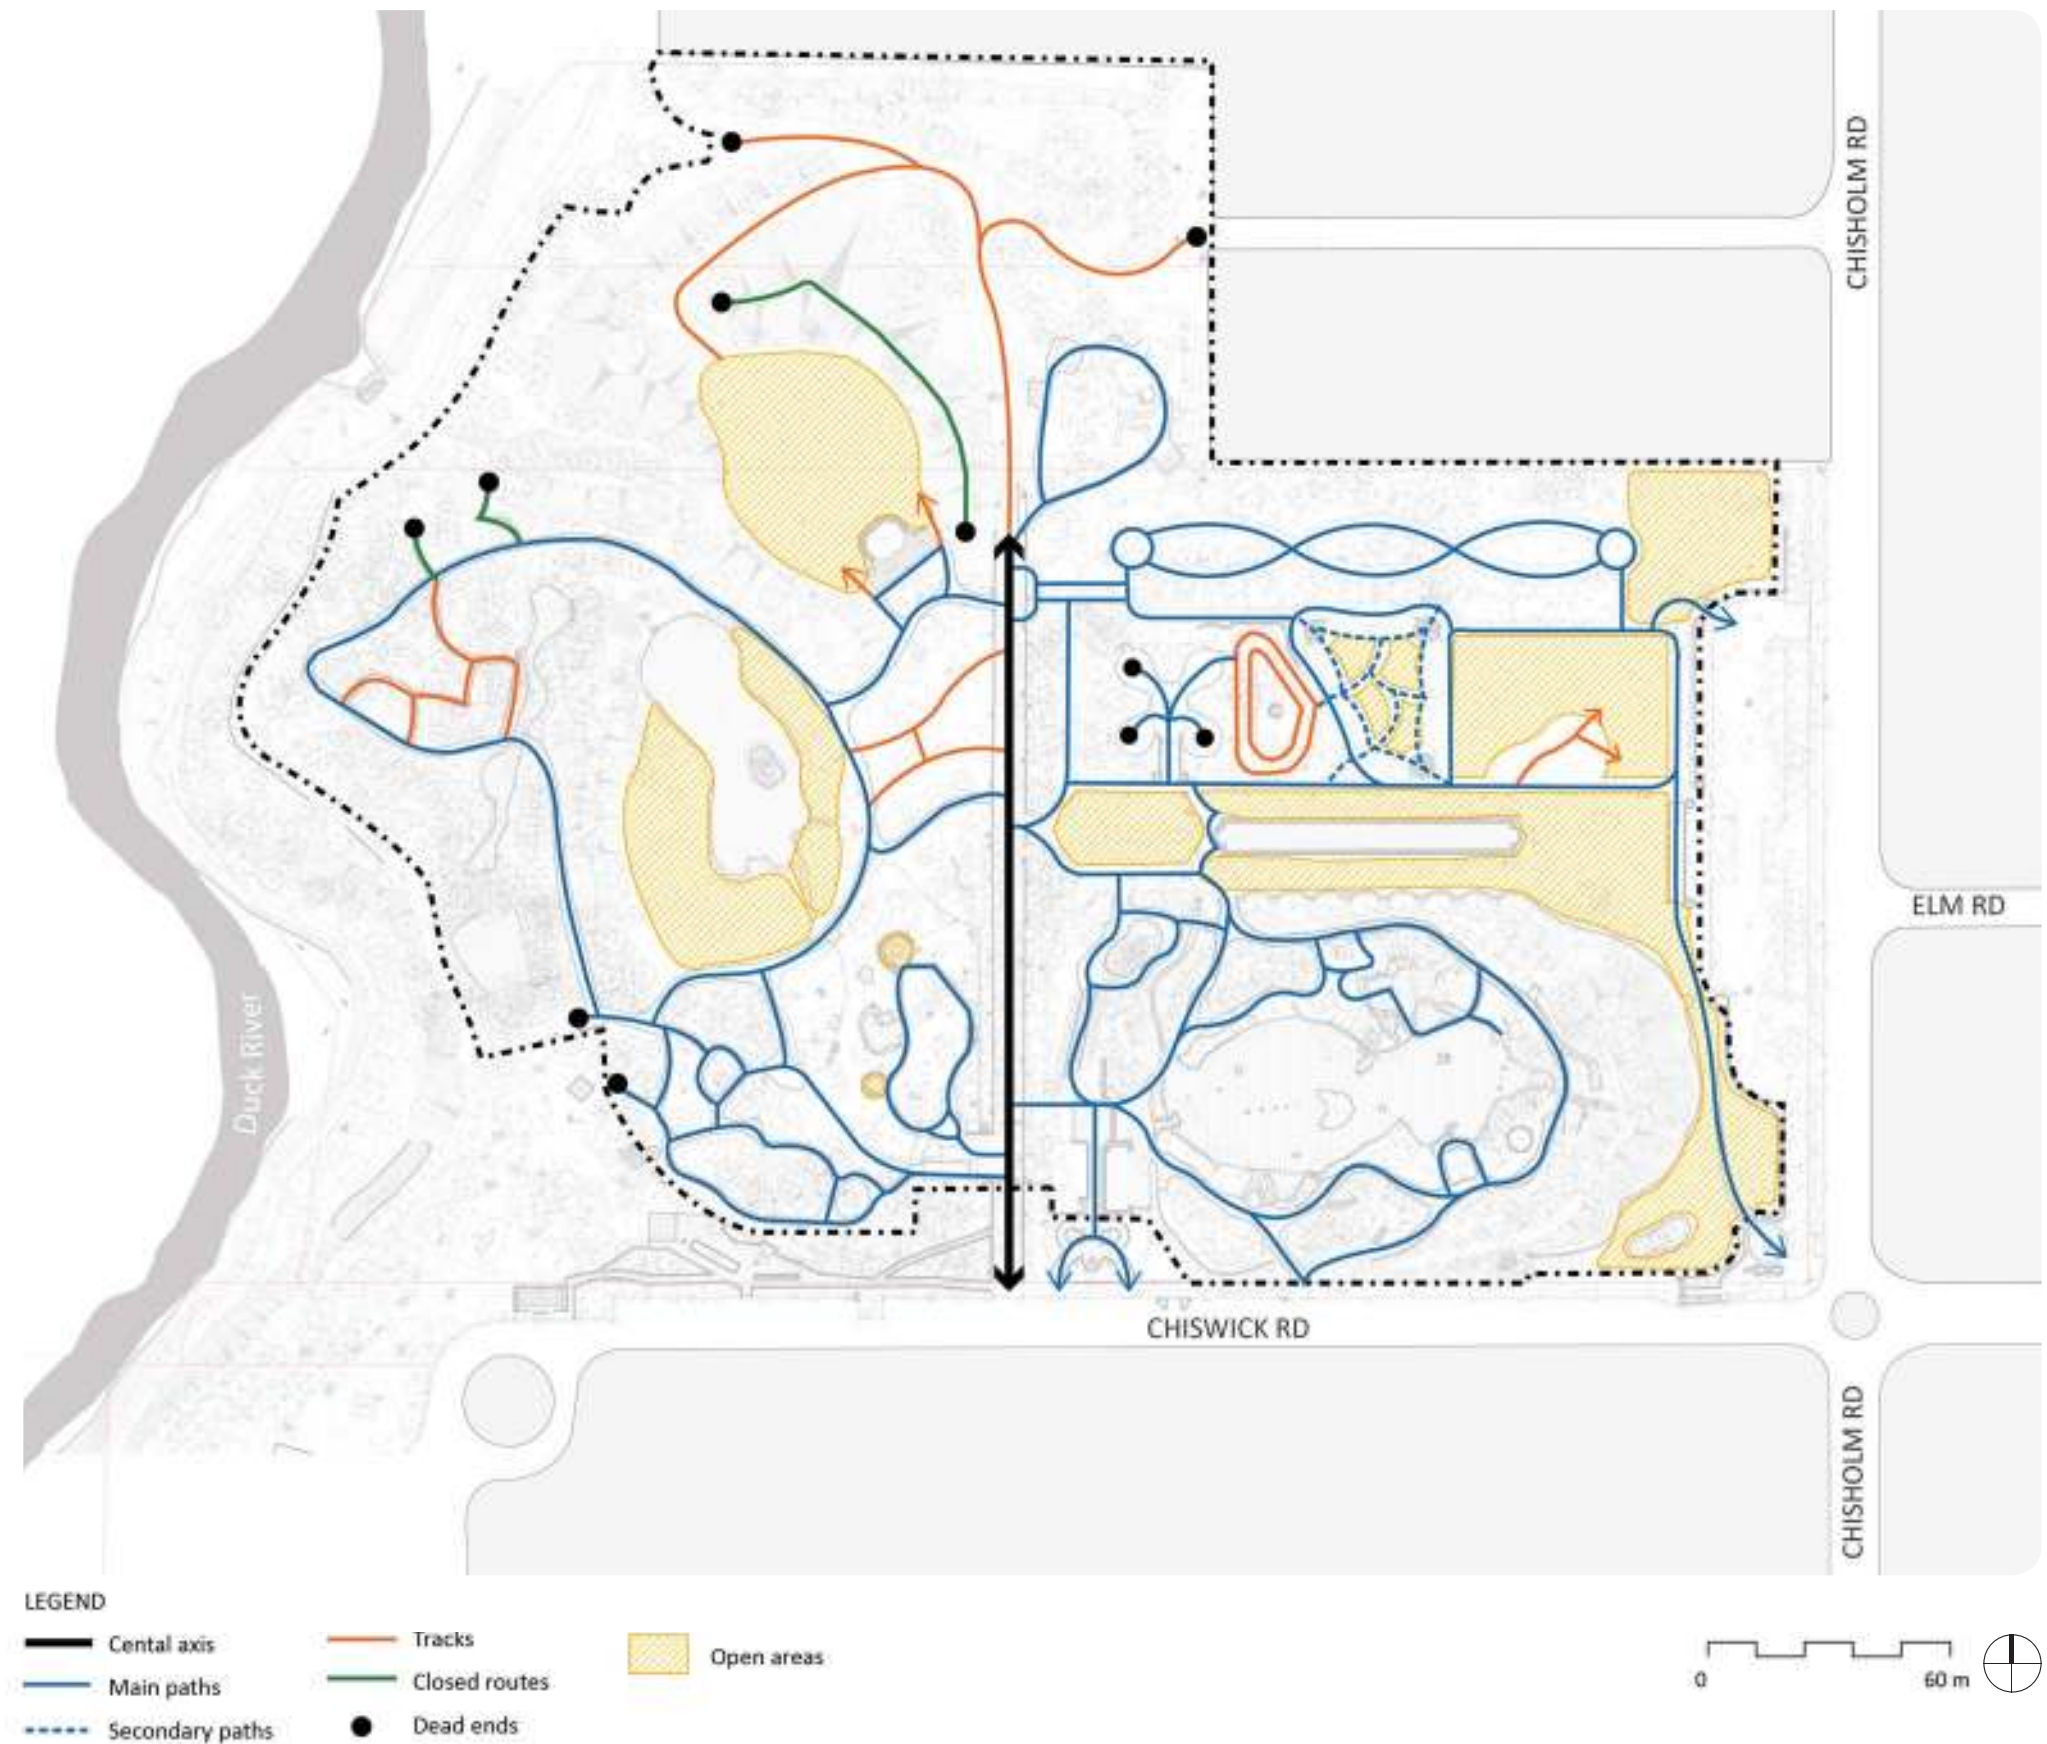 CHISHOLM RD
ELM RD
Duck River
CHISWICK RD
CHISHOLM RD
LEGEND
Cental axis
Main paths
Secondary paths
Tracks
Closed routes
Dead ends
Open areas
0 60 m